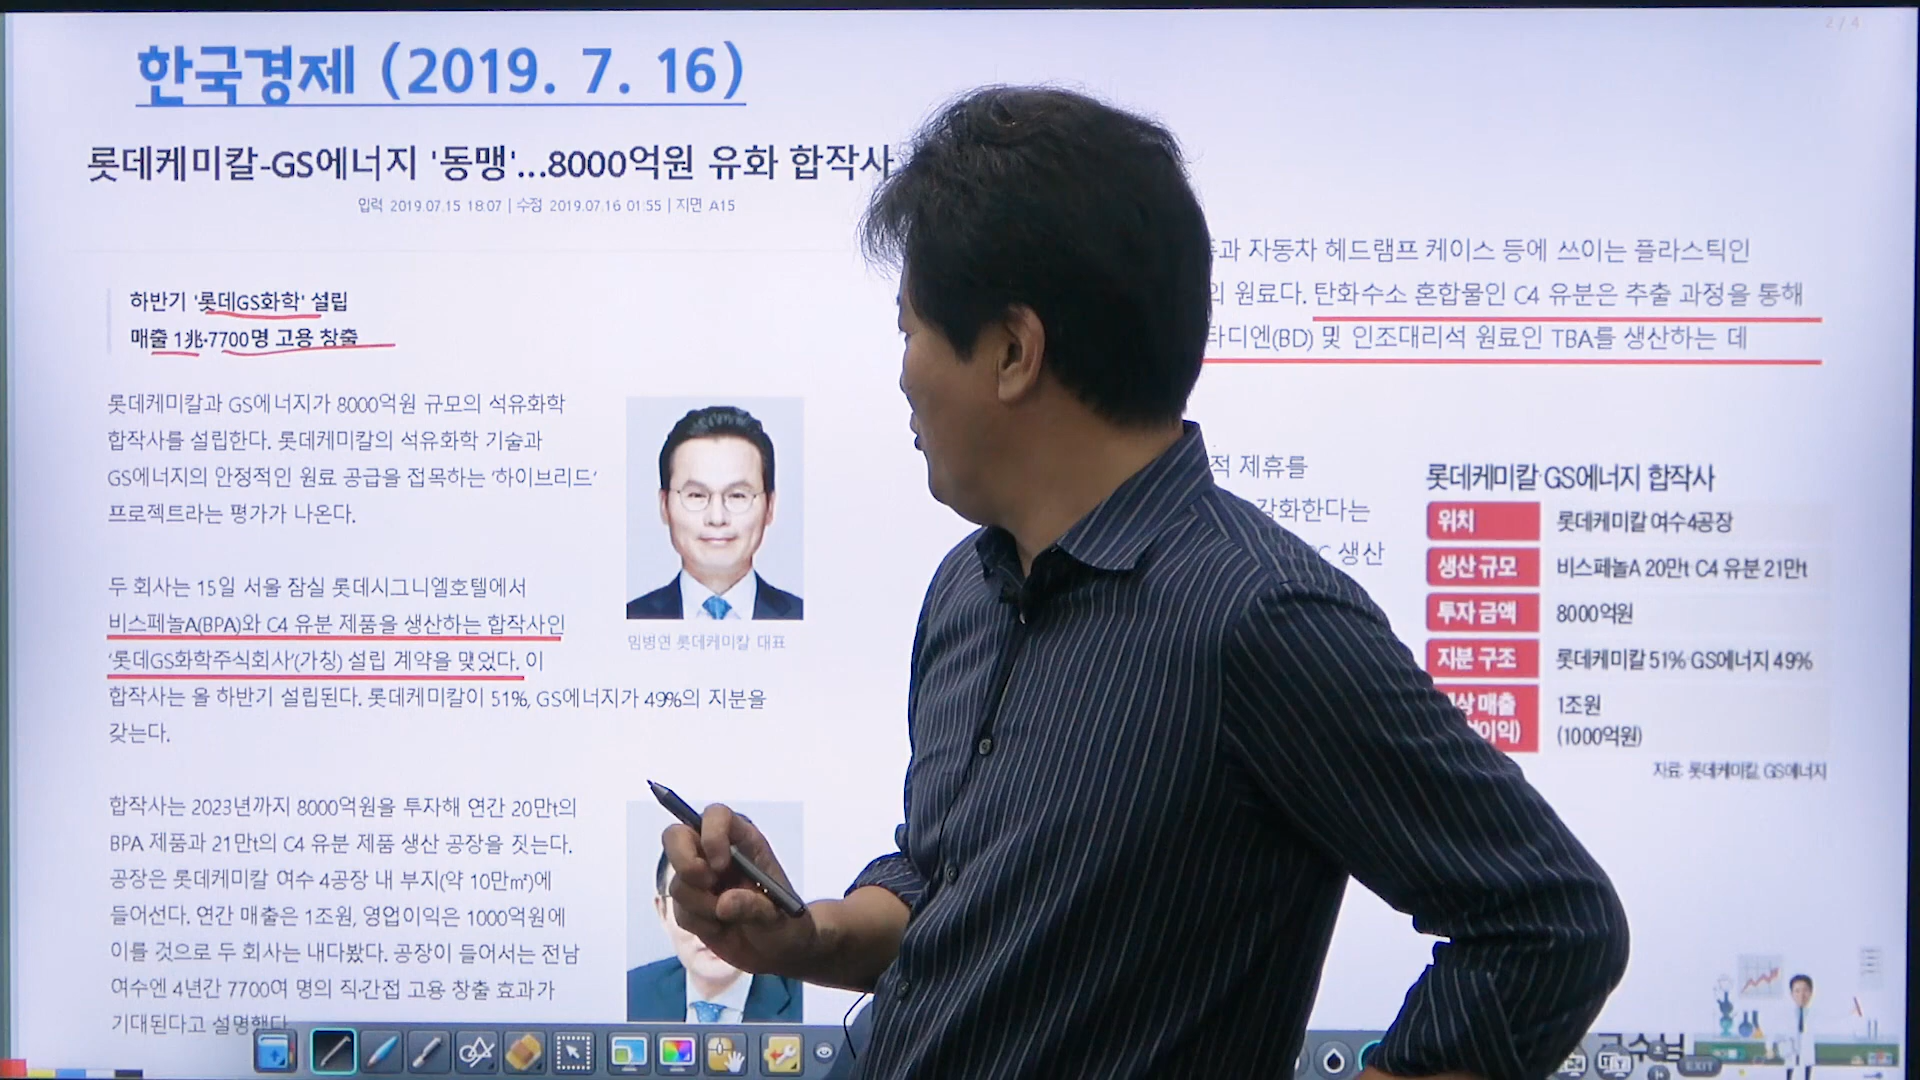 2 / 4
한국경제 (2019. 7. 16)
롯데케미칼-GS에너지 '동맹'...8000억원 유화 합작사
입력 2019.07.15 18:07 | 수정 2019.07.16 01:55 | 지면 A15
하반기 '롯데GS화학' 설립
매출 1兆·7700명 고용 창출
롯데케미칼과 GS에너지가 8000억원 규모의 석유화학
합작사를 설립한다. 롯데케미칼의 석유화학 기술과
GS에너지의 안정적인 원료 공급을 접목하는 '하이브리드'
프로젝트라는 평가가 나온다.
두 회사는 15일 서울 잠실 롯데시그니엘호텔에서
비스페놀A(BPA)와 C4 유분 제품을 생산하는 합작사인
'롯데GS화학주식회사'(가칭) 설립 계약을 맺었다. 이
합작사는 올 하반기 설립된다. 롯데케미칼이 51%, GS에너지가 49%의 지분을
갖는다.
임병연 롯데케미칼 대표
합작사는 2023년까지 8000억원을 투자해 연간 20만t의
BPA 제품과 21만t의 C4 유분 제품 생산 공장을 짓는다.
공장은 롯데케미칼 여수 4공장 내 부지(약 10만㎡)에
들어선다. 연간 매출은 1조원, 영업이익은 1000억원에
이를 것으로 두 회사는 내다봤다. 공장이 들어서는 전남
여수엔 4년간 7700여 명의 직·간접 고용 창출 효과가
기대된다고 설명했다
과 자동차 헤드램프 케이스 등에 쓰이는 플라스틱인
의 원료다. 탄화수소 혼합물인 C4 유분은 추출 과정을 통해
타디엔(BD) 및 인조대리석 원료인 TBA를 생산하는 데
적 제휴를
강화한다는
생산
롯데케미칼·GS에너지 합작사
위치 롯데케미칼 여수4공장
생산 규모 비스페놀A 20만t C4 유분 21만t
투자 금액 8000억원
지분 구조 롯데케미칼 51% GS에너지 49%
상 매출 1조원
이익) (1000억원)
자료: 롯데케미칼, GS에너지
EXIT